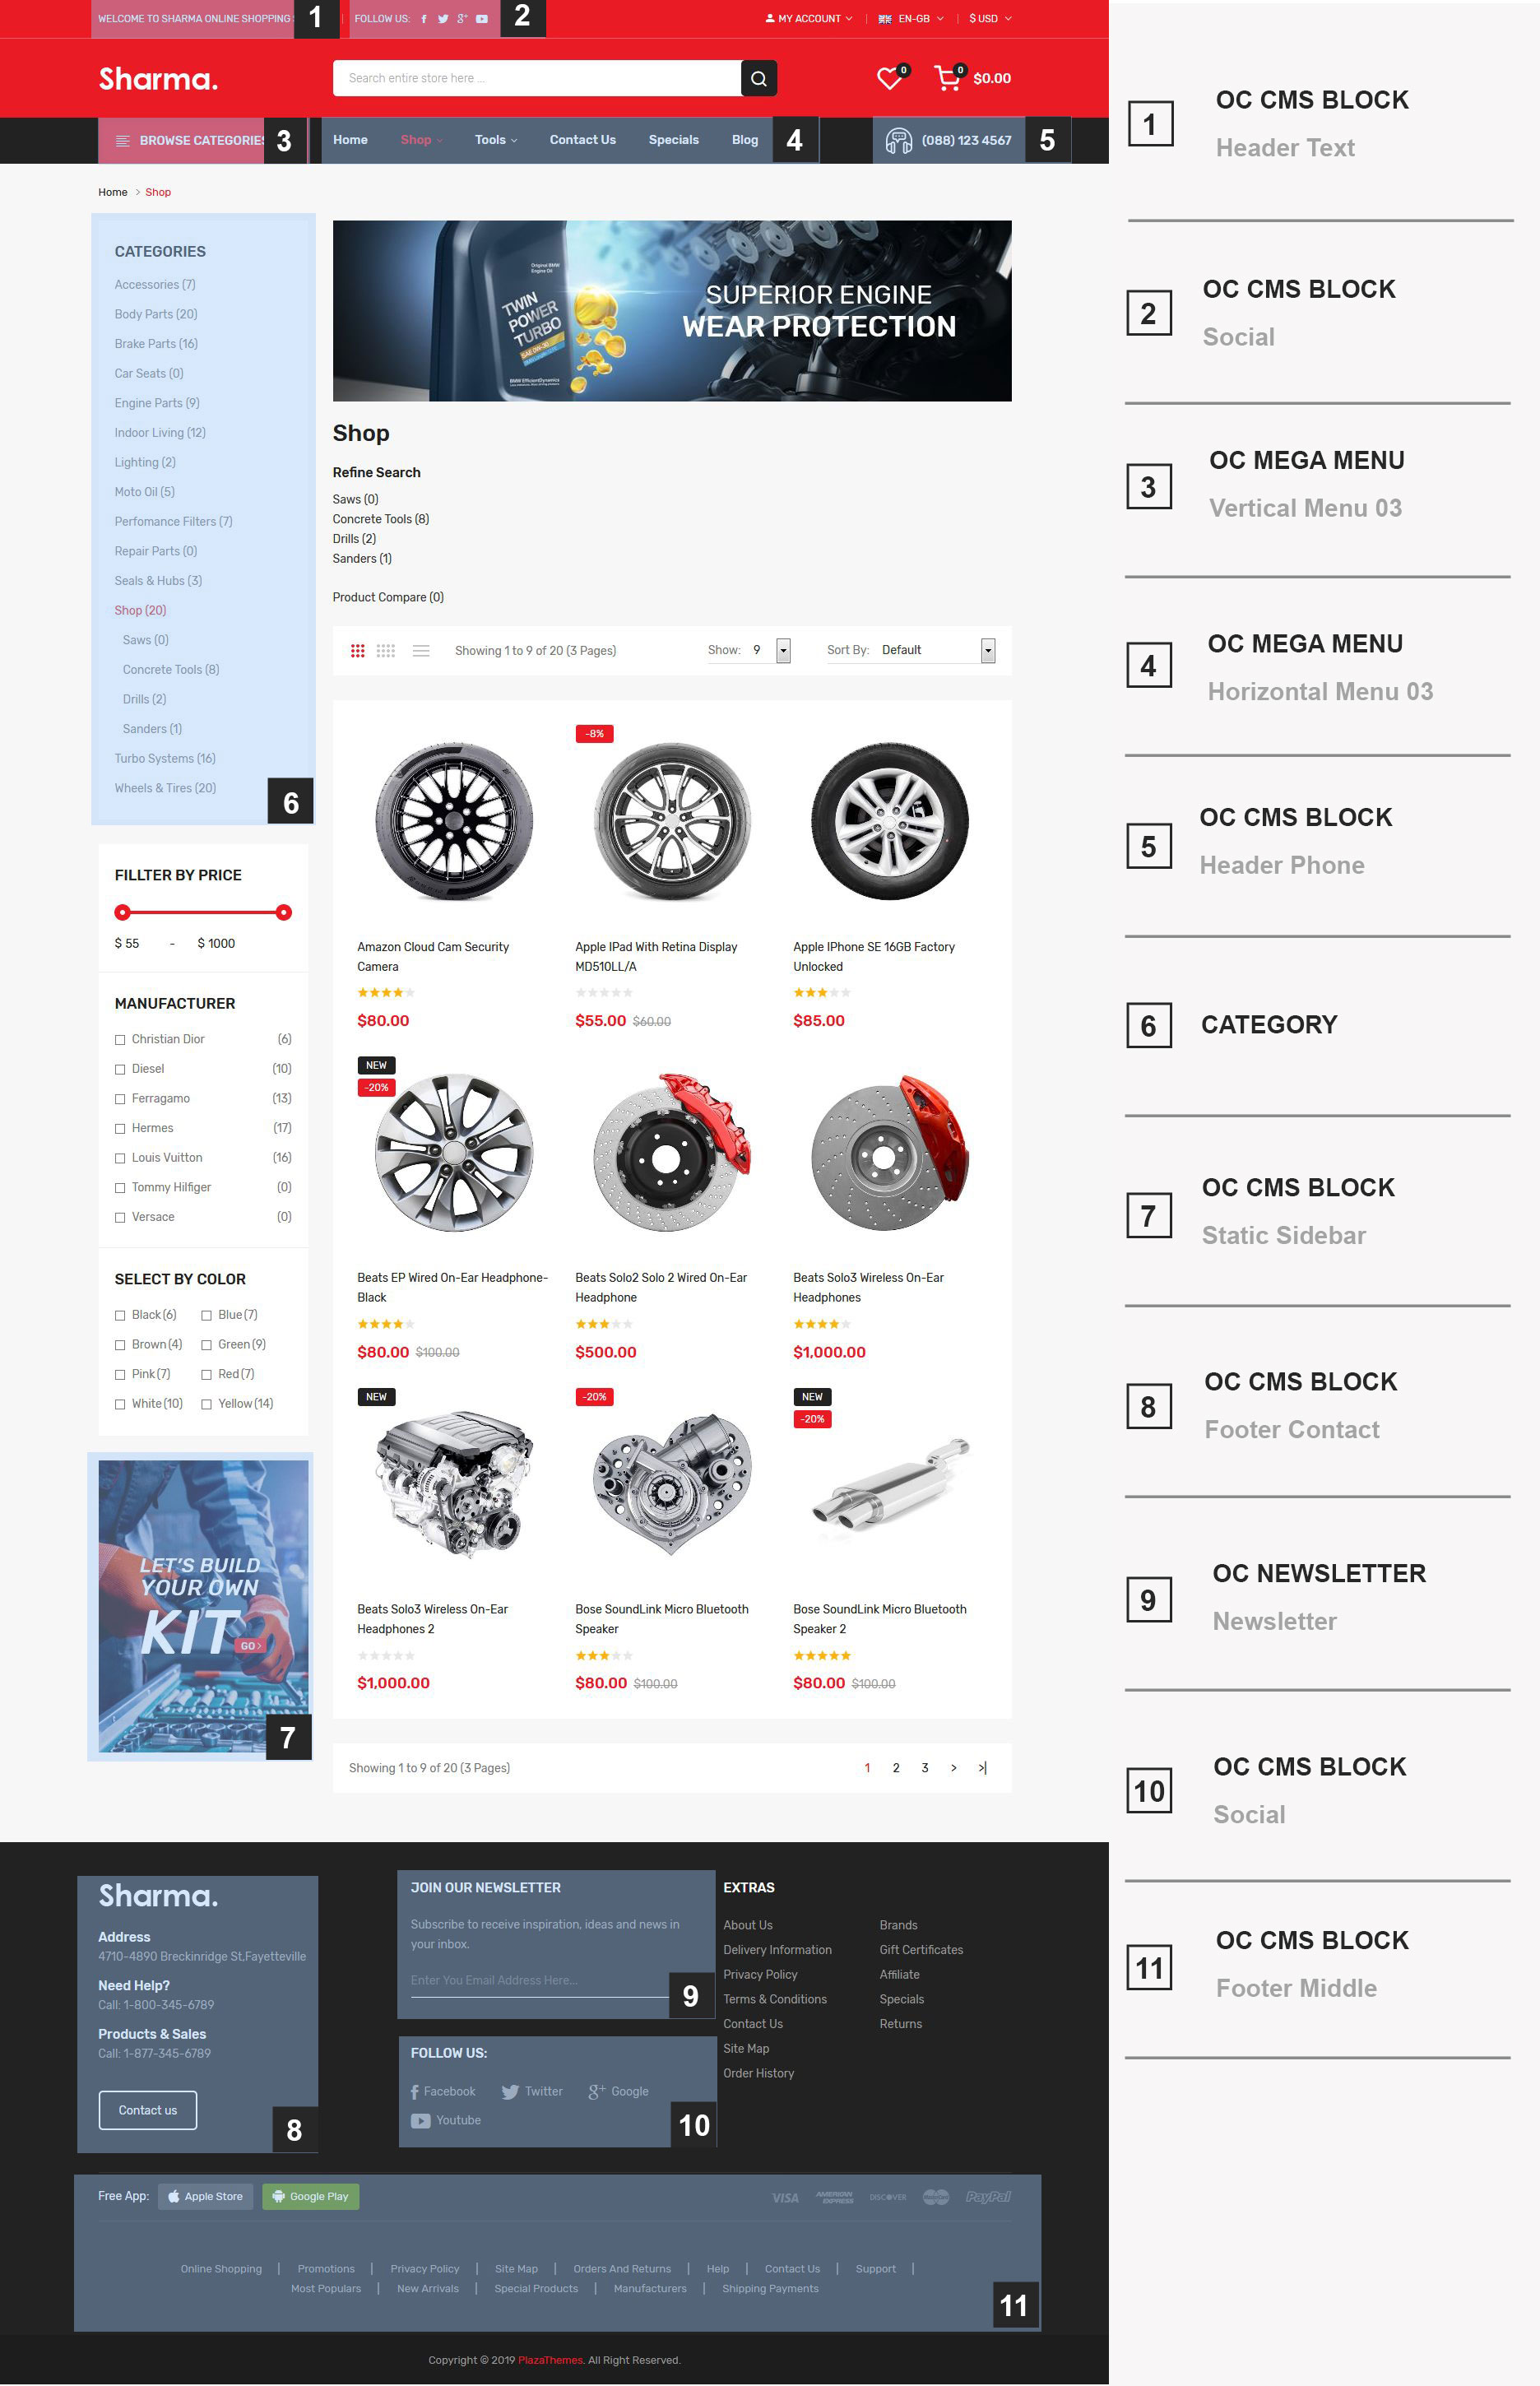 WELCOME TO SHARMA ONLINE SHOPPING
1
FOLLOW US:
2
MY ACCOUNT
EN-GB
$ USD
Sharma.
Search entire store here ...
0
0
$0.00
BROWSE CATEGORIES
3
Home
Shop
Tools
Contact Us
Specials
Blog
4
(088) 123 4567
5
Home > Shop
CATEGORIES
Accessories (7)
Body Parts (20)
Brake Parts (16)
Car Seats (0)
Engine Parts (9)
Indoor Living (12)
Lighting (2)
Moto Oil (5)
Perfomance Filters (7)
Repair Parts (0)
Seals & Hubs (3)
Shop (20)
Saws (0)
Concrete Tools (8)
Drills (2)
Sanders (1)
Turbo Systems (16)
Wheels & Tires (20)
6
FILLTER BY PRICE
$ 55 - $ 1000
MANUFACTURER
Christian Dior (6)
Diesel (10)
Ferragamo (13)
Hermes (17)
Louis Vuitton (16)
Tommy Hilfiger (0)
Versace (0)
SELECT BY COLOR
Black (6) Blue (7)
Brown (4) Green (9)
Pink (7) Red (7)
White (10) Yellow (14)
LET'S BUILD
YOUR OWN
KIT
GO >
7
Original BMW
Engine Oil
TWIN
POWER
TURBO
SAE 0W-30
BMW EfficientDynamics
SUPERIOR ENGINE
WEAR PROTECTION
Shop
Refine Search
Saws (0)
Concrete Tools (8)
Drills (2)
Sanders (1)
Product Compare (0)
Showing 1 to 9 of 20 (3 Pages)
Show: 9
Sort By: Default
Amazon Cloud Cam Security
Camera
$80.00
-8%
Apple IPad With Retina Display
MD510LL/A
$55.00 $60.00
Apple IPhone SE 16GB Factory
Unlocked
$85.00
NEW
-20%
Beats EP Wired On-Ear Headphone-
Black
$80.00 $100.00
Beats Solo2 Solo 2 Wired On-Ear
Headphone
$500.00
Beats Solo3 Wireless On-Ear
Headphones
$1,000.00
NEW
Beats Solo3 Wireless On-Ear
Headphones 2
$1,000.00
-20%
Bose SoundLink Micro Bluetooth
Speaker
$80.00 $100.00
NEW
-20%
Bose SoundLink Micro Bluetooth
Speaker 2
$80.00 $100.00
Showing 1 to 9 of 20 (3 Pages)
1 2 3 > >|
Sharma.
Address
4710-4890 Breckinridge St,Fayetteville
Need Help?
Call: 1-800-345-6789
Products & Sales
Call: 1-877-345-6789
Contact us
8
JOIN OUR NEWSLETTER
Subscribe to receive inspiration, ideas and news in
your inbox.
Enter You Email Address Here...
9
FOLLOW US:
Facebook Twitter Google
Youtube
10
EXTRAS
About Us
Delivery Information
Privacy Policy
Terms & Conditions
Contact Us
Site Map
Order History
Brands
Gift Certificates
Affiliate
Specials
Returns
Free App: Apple Store Google Play
VISA AMERICAN EXPRESS DISCOVER PayPal
Online Shopping | Promotions | Privacy Policy | Site Map | Orders And Returns | Help | Contact Us | Support |
Most Populars | New Arrivals | Special Products | Manufacturers | Shipping Payments
11
Copyright © 2019 PlazaThemes. All Right Reserved.
1
OC CMS BLOCK
Header Text
2
OC CMS BLOCK
Social
3
OC MEGA MENU
Vertical Menu 03
4
OC MEGA MENU
Horizontal Menu 03
5
OC CMS BLOCK
Header Phone
6
CATEGORY
7
OC CMS BLOCK
Static Sidebar
8
OC CMS BLOCK
Footer Contact
9
OC NEWSLETTER
Newsletter
10
OC CMS BLOCK
Social
11
OC CMS BLOCK
Footer Middle